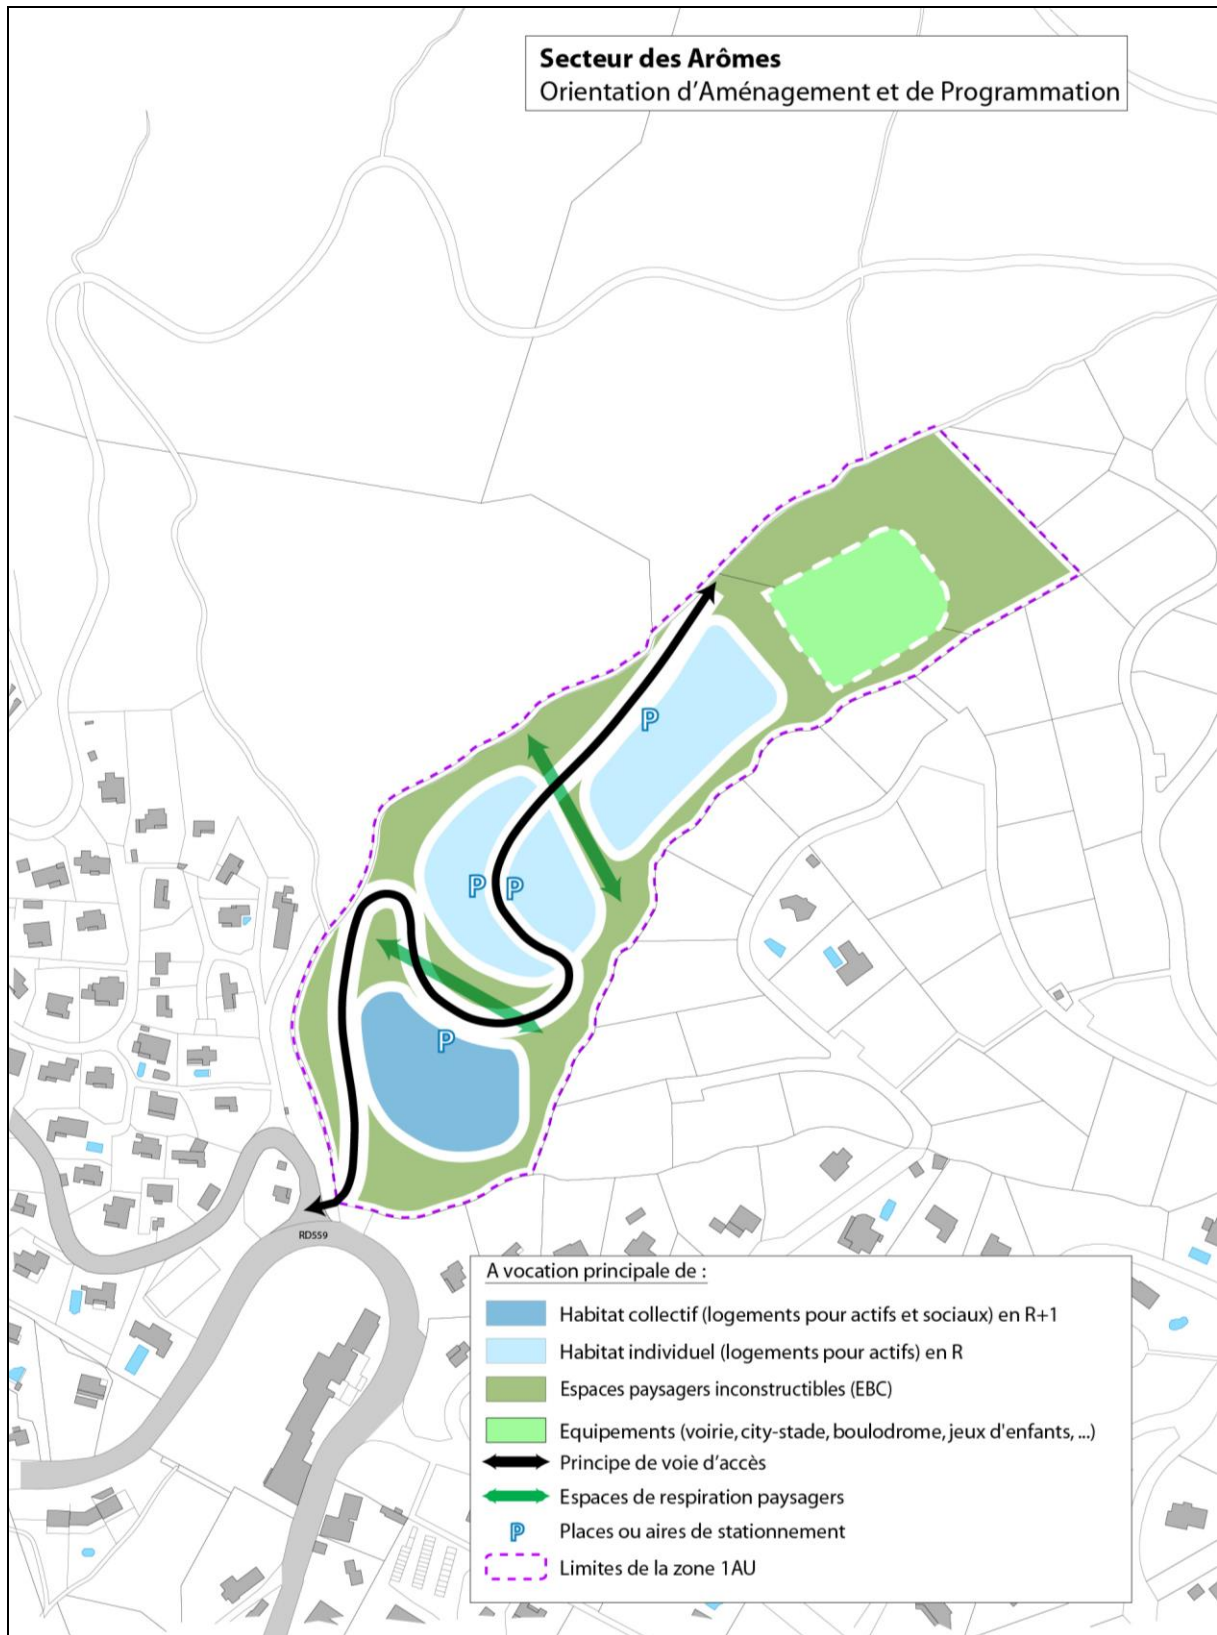 Secteur des Arômes
Orientation d'Aménagement et de Programmation
P
P
P
P
RD559
A vocation principale de :
Habitat collectif (logements pour actifs et sociaux) en R+1
Habitat individuel (logements pour actifs) en R
Espaces paysagers inconstructibles (EBC)
Equipements (voirie, city-stade, boulodrome, jeux d'enfants, ...)
Principe de voie d'accès
Espaces de respiration paysagers
P Places ou aires de stationnement
Limites de la zone 1AU